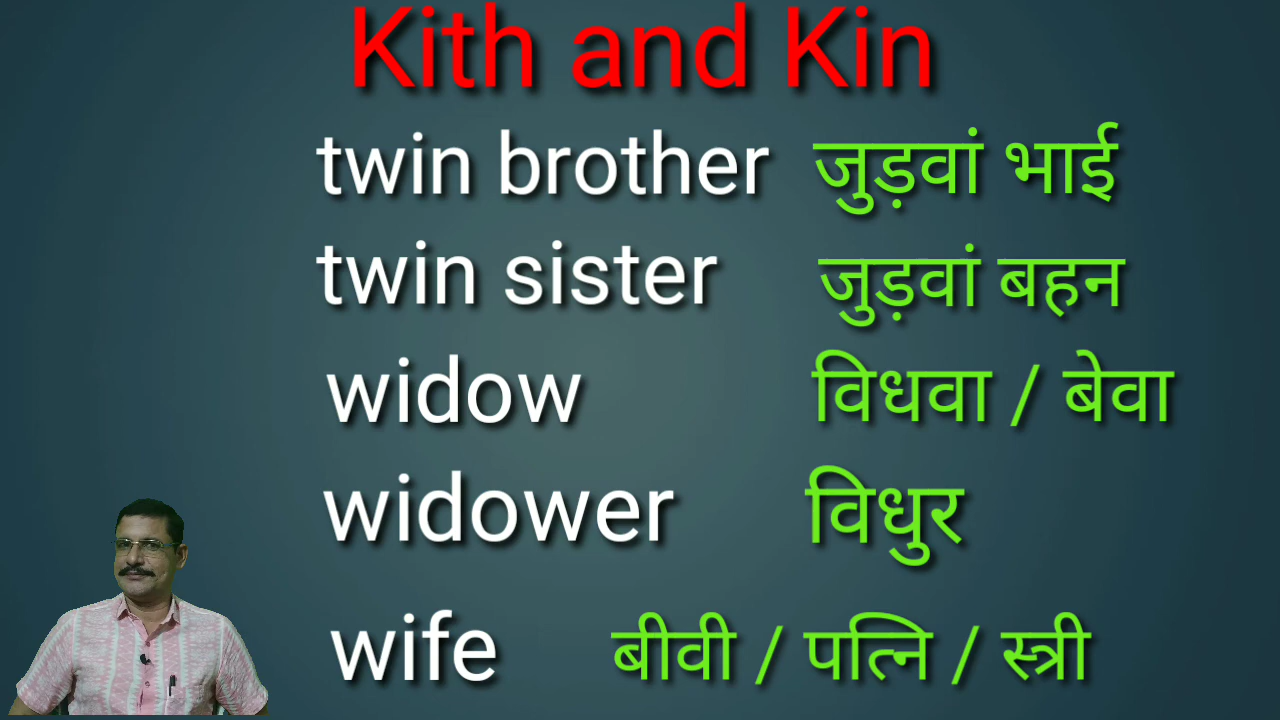 Kith and Kin
twin brother जुड़वां भाई
twin sister जुड़वां बहन
widow विधवा / बेवा
widower विधुर
wife बीवी / पत्नि / स्त्री